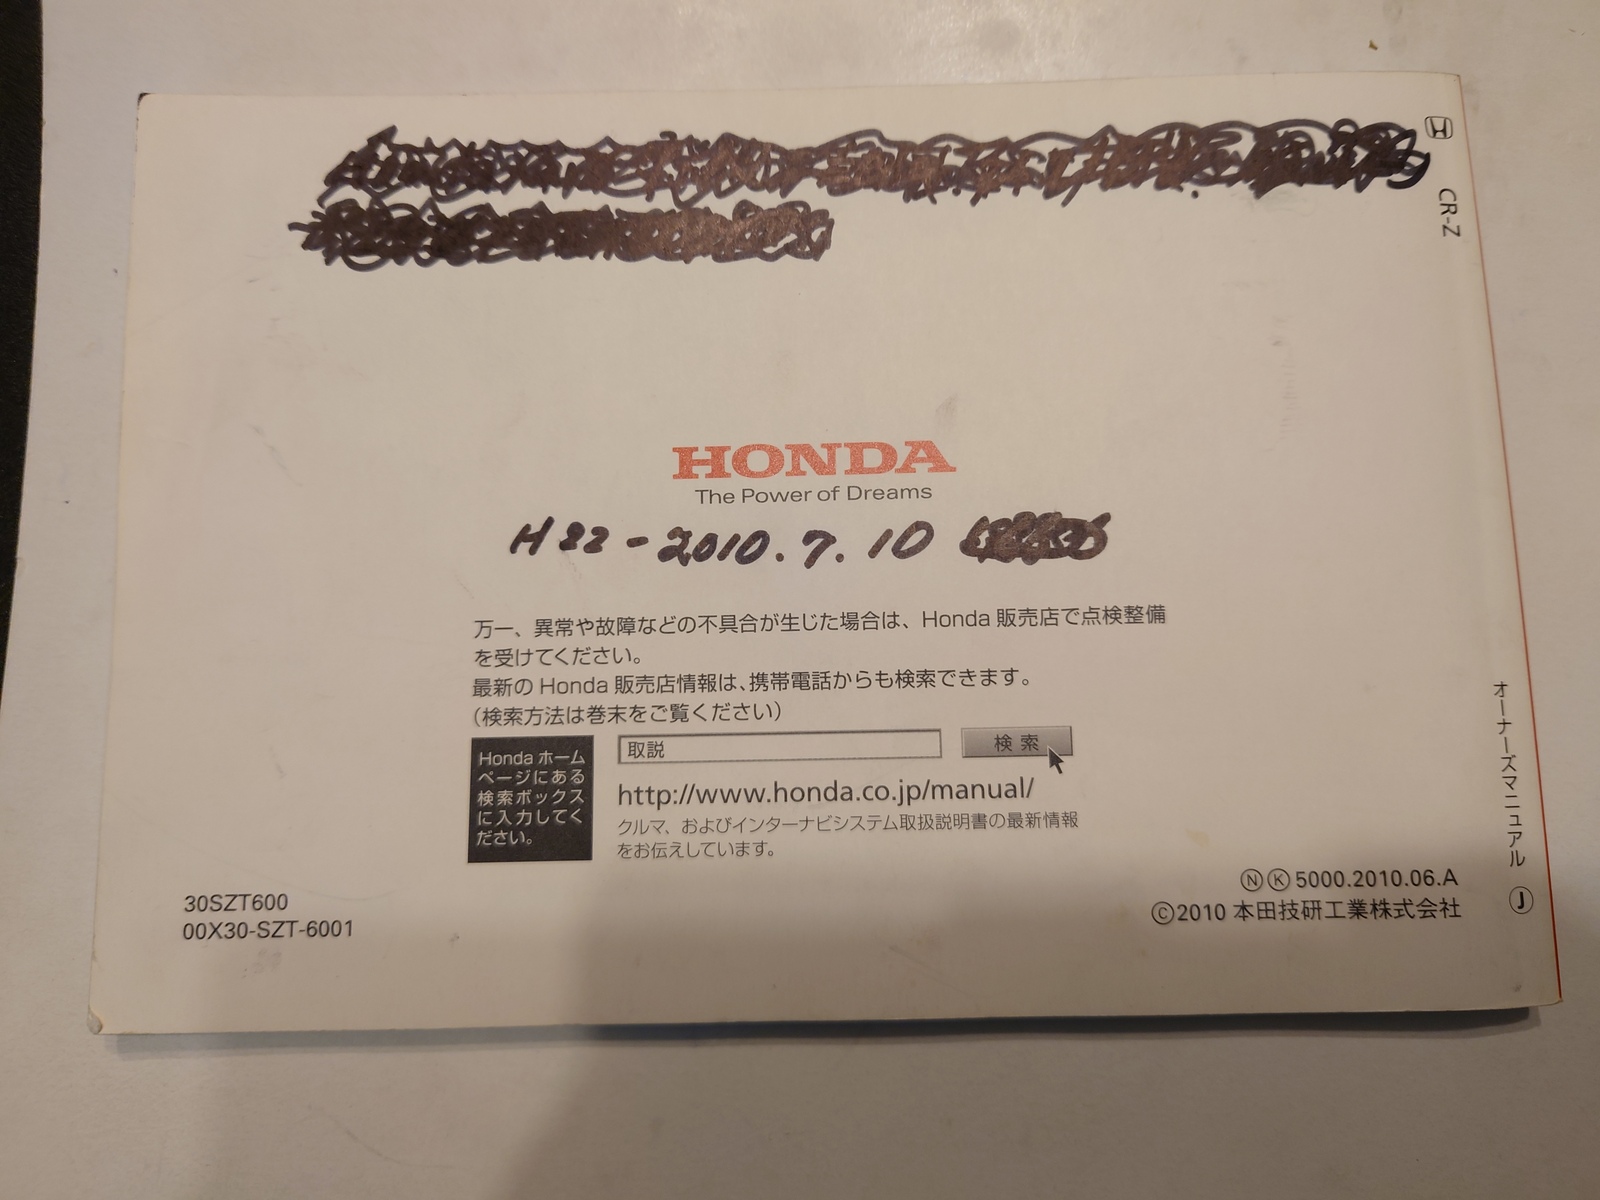 HONDA
The Power of Dreams
H22-2010.7.10
万一、異常や故障などの不具合が生じた場合は、Honda 販売店で点検整備
を受けてください。
最新の Honda 販売店情報は、携帯電話からも検索できます。
（検索方法は巻末をご覧ください）
Honda ホーム
ページにある
検索ボックス
に入力してく
ださい。
取説
検索
http://www.honda.co.jp/manual/
クルマ、およびインターナビシステム取扱説明書の最新情報
をお伝えしています。
30SZT600
00X30-SZT-6001
ⓃⓀ5000.2010.06.A
Ⓒ2010 本田技研工業株式会社
CR-Z
オーナーズマニュアル Ⓙ